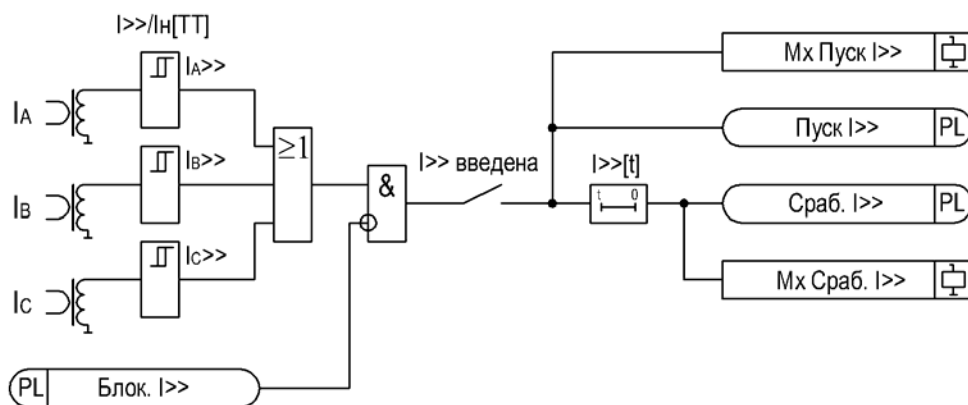 I>>/Iн[ТТ]
Мх Пуск I>>
IA
IA>>
Пуск I>>
PL
≥1
IB
IB>>
&
I>> введена
I>>[t]
t 0
Сраб. I>>
PL
IC
IC>>
Мх Сраб. I>>
PL
Блок. I>>